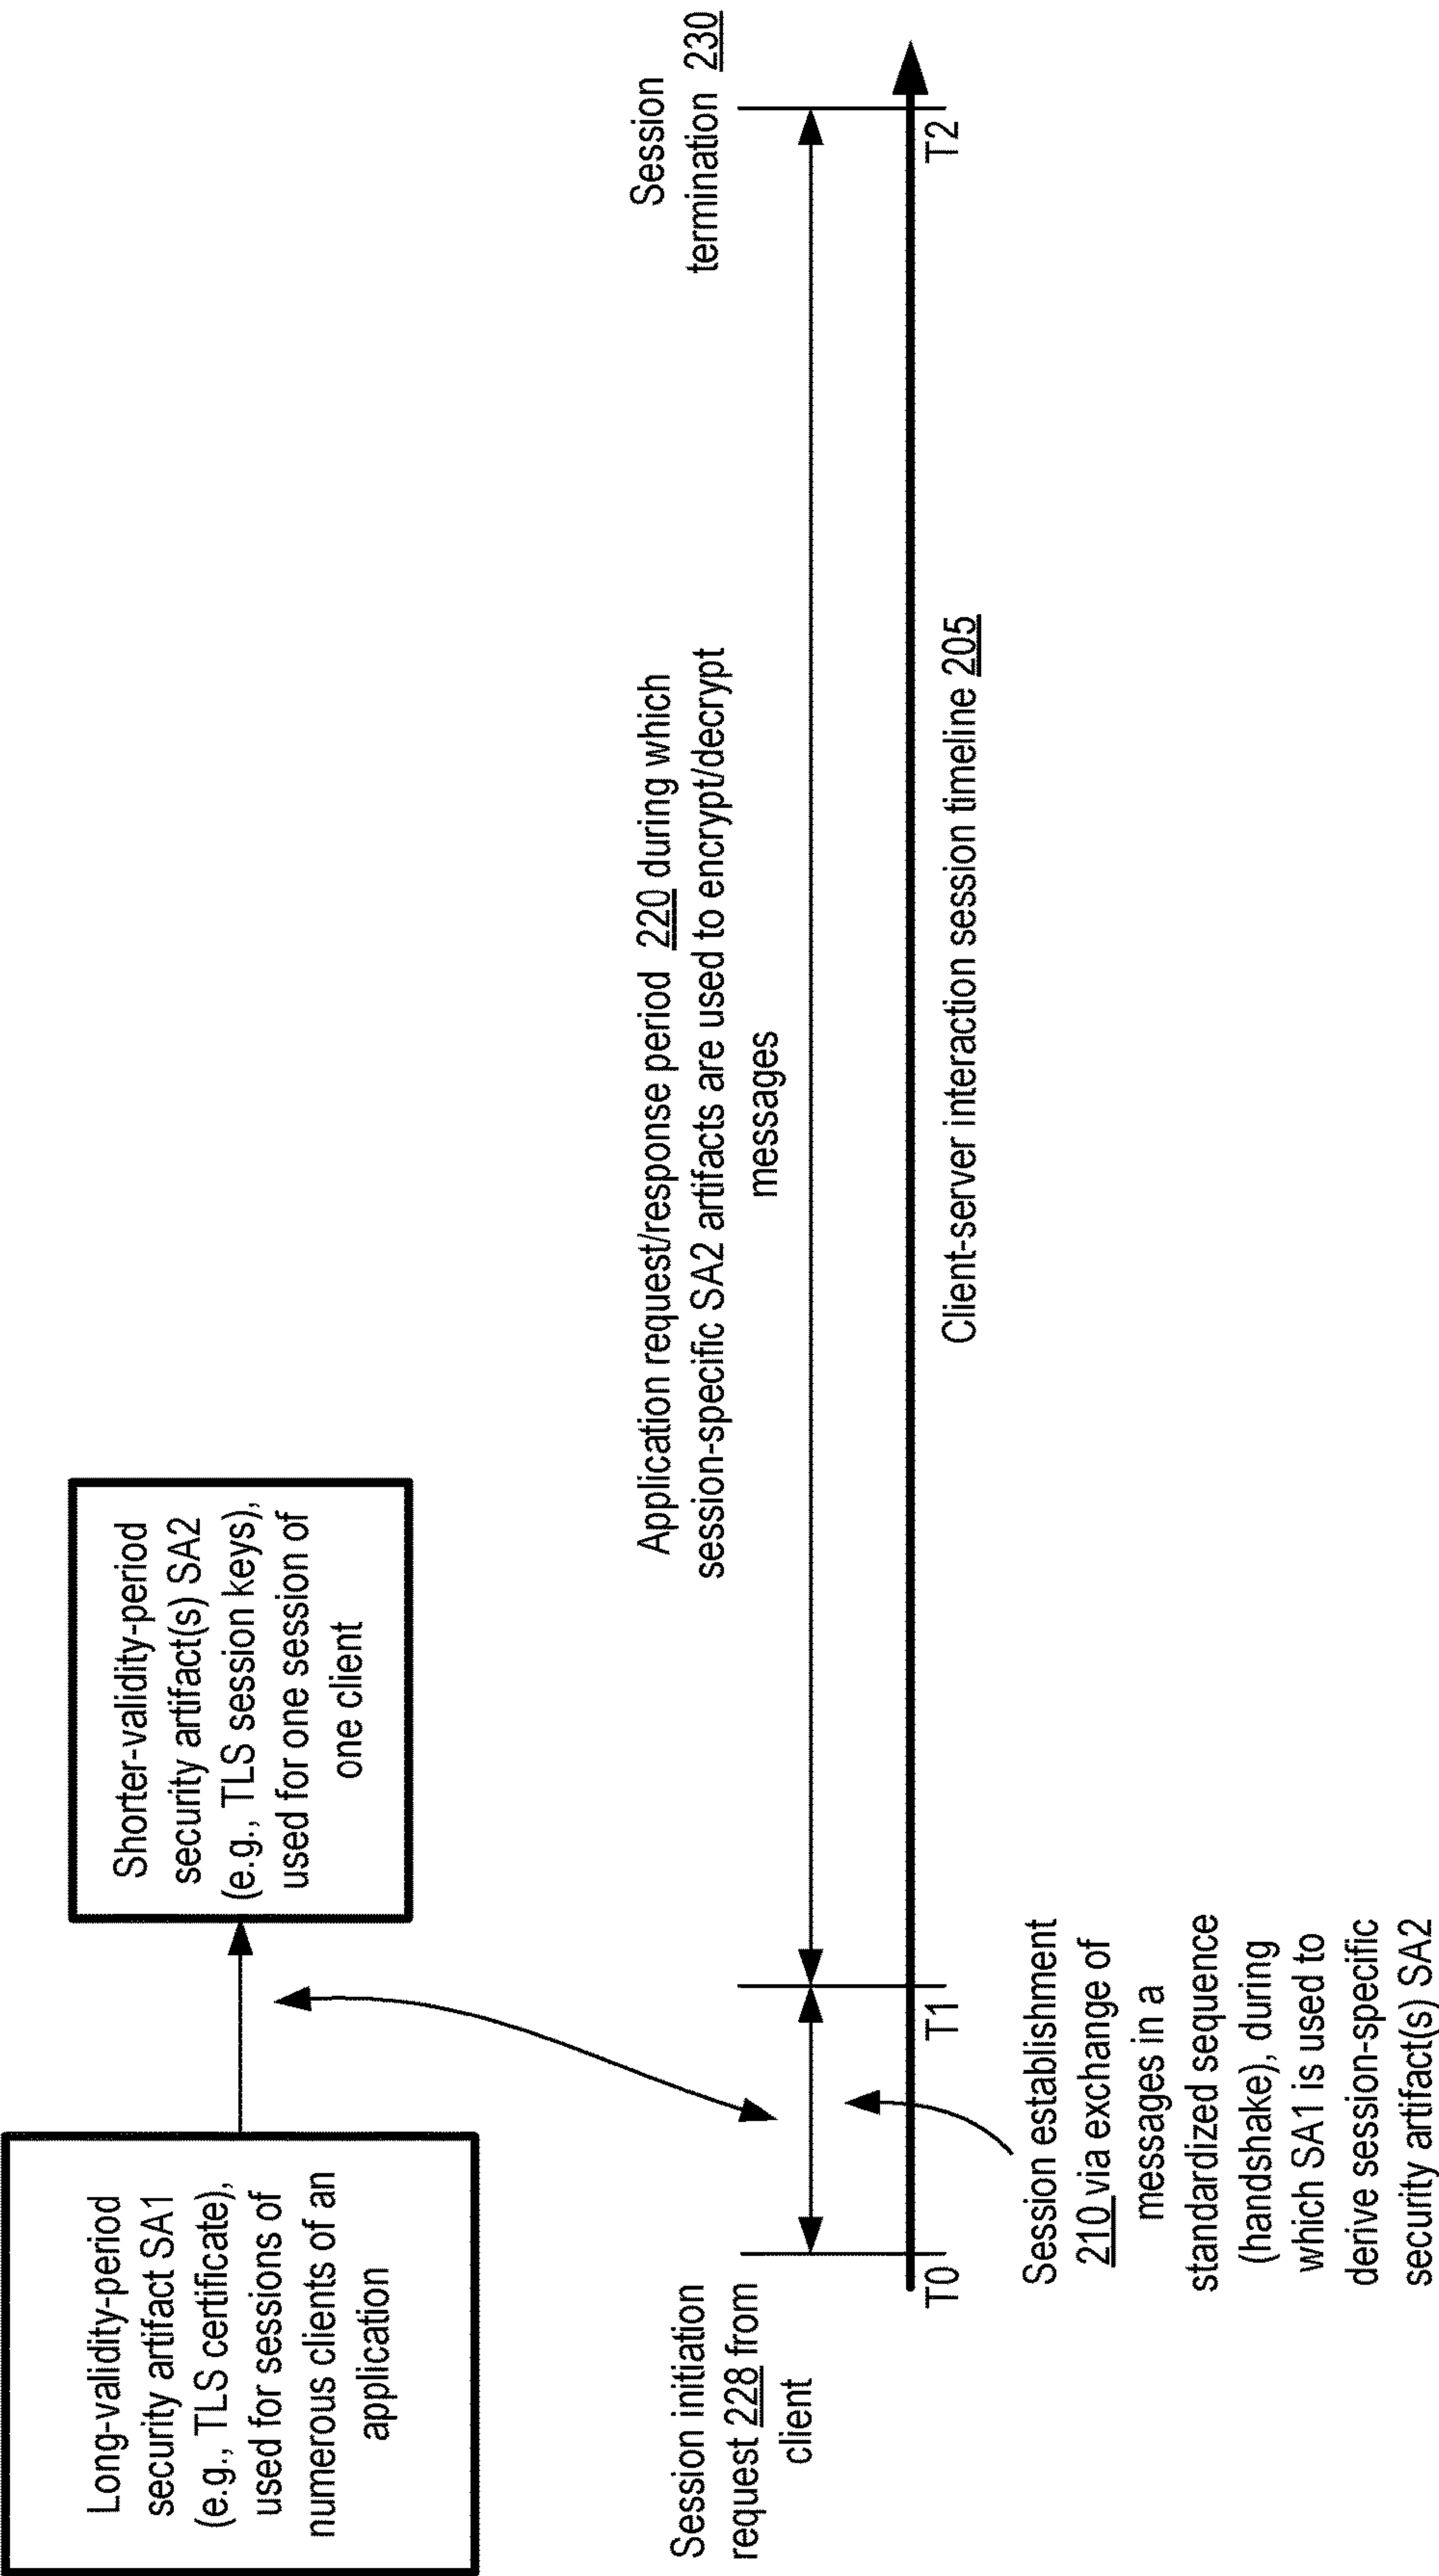 Long-validity-period
security artifact SA1
(e.g., TLS certificate),
used for sessions of
numerous clients of an
application
Shorter-validity-period
security artifact(s) SA2
(e.g., TLS session keys),
used for one session of
one client
Session initiation
request 228 from
client
Application request/response period 220 during which
session-specific SA2 artifacts are used to encrypt/decrypt
messages
Session
termination 230
T0
T1
T2
Client-server interaction session timeline 205
Session establishment
210 via exchange of
messages in a
standardized sequence
(handshake), during
which SA1 is used to
derive session-specific
security artifact(s) SA2